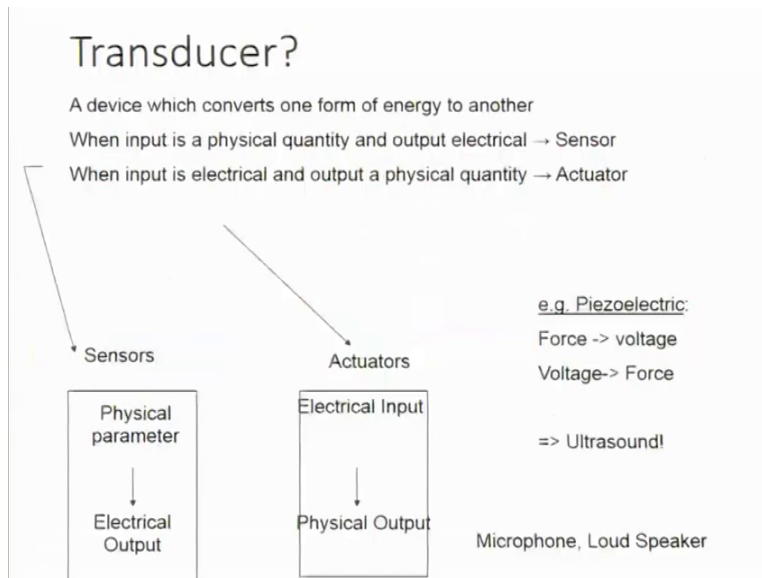 Transducer?
A device which converts one form of energy to another
When input is a physical quantity and output electrical → Sensor
When input is electrical and output a physical quantity → Actuator
Sensors
Physical
parameter
Electrical
Output
Actuators
Electrical Input
Physical Output
e.g. Piezoelectric:
Force -> voltage
Voltage-> Force
=> Ultrasound!
Microphone, Loud Speaker